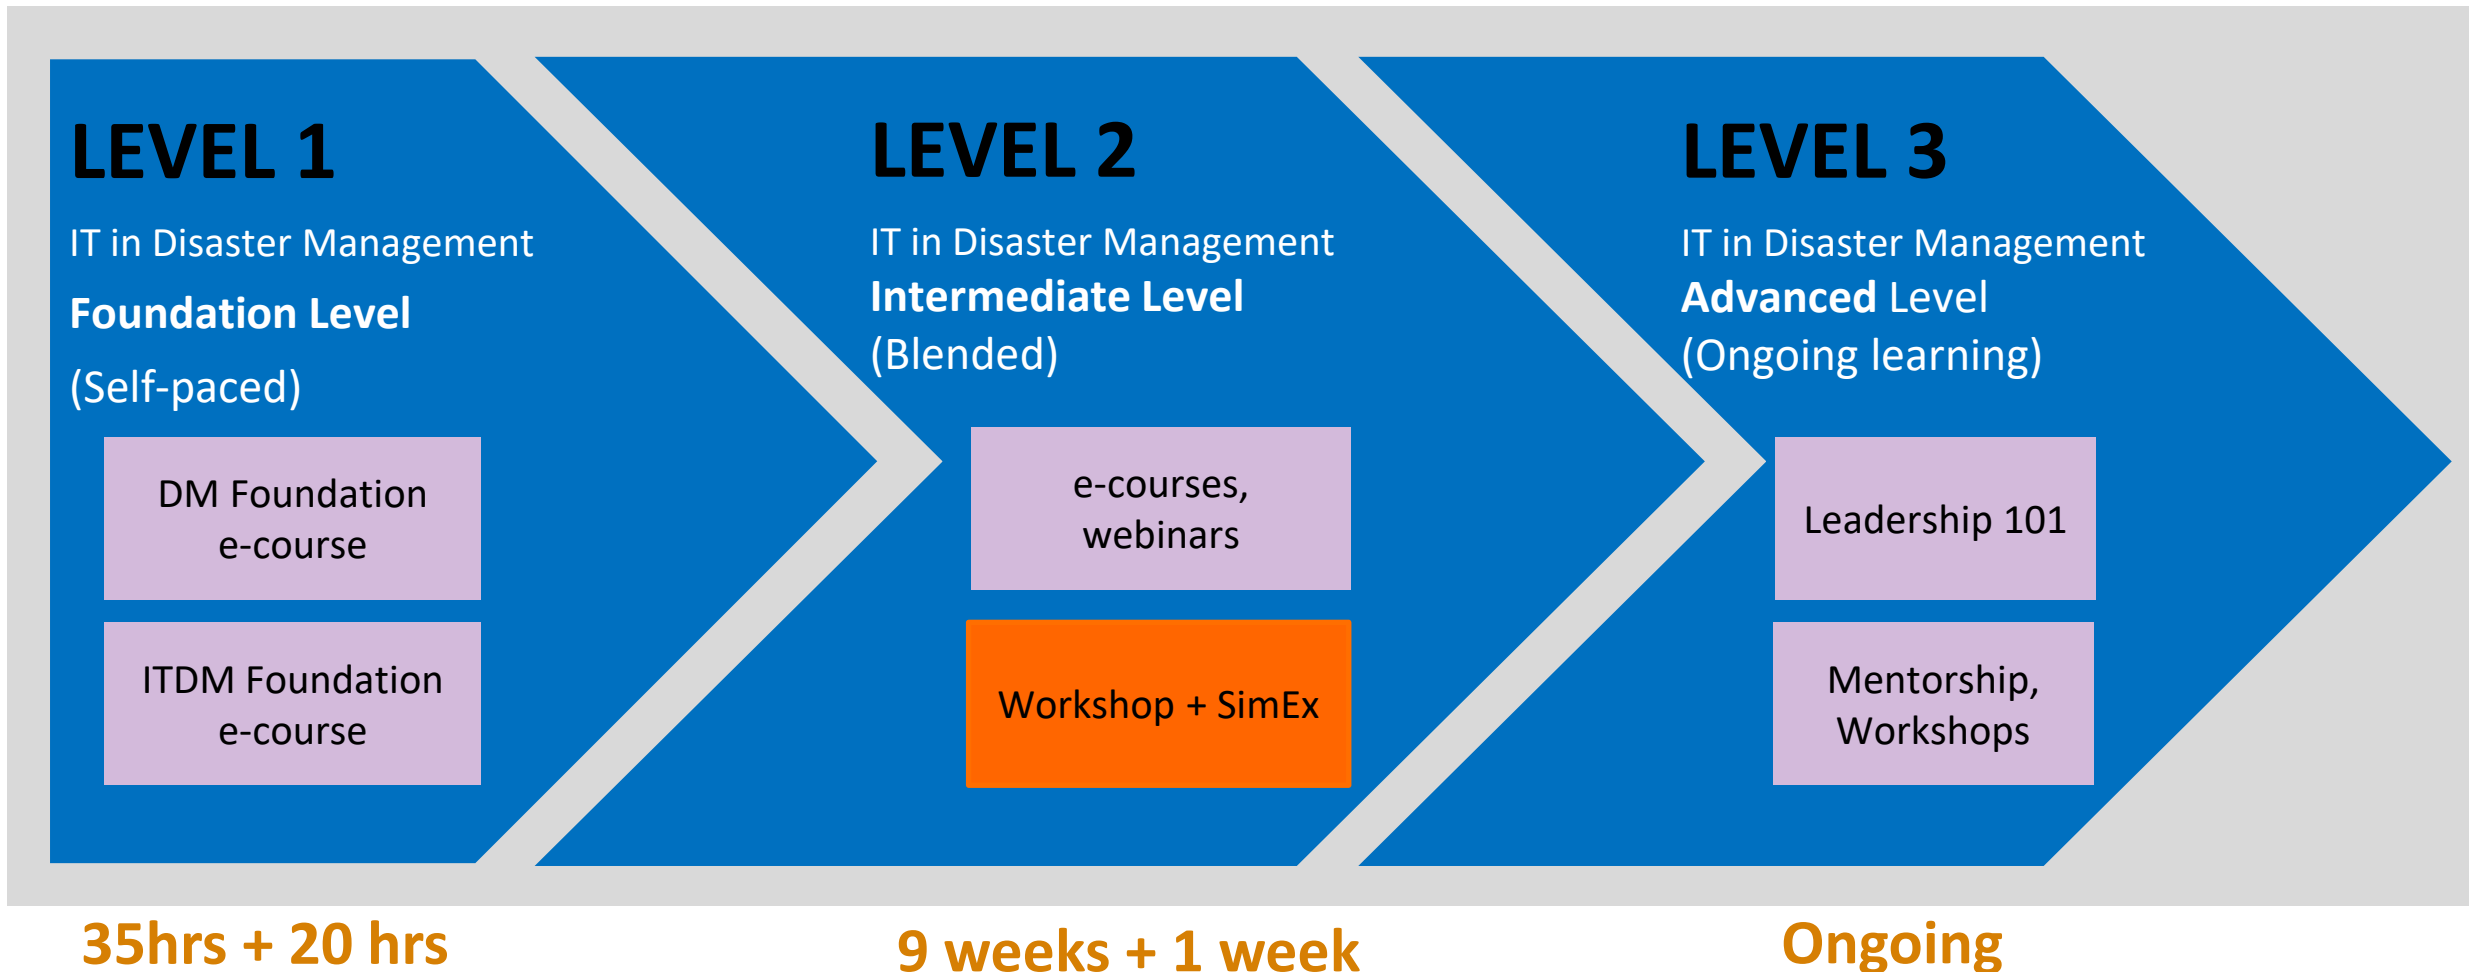 LEVEL 1
IT in Disaster Management
Foundation Level
(Self-paced)
DM Foundation
e-course
ITDM Foundation
e-course
35hrs + 20 hrs
LEVEL 2
IT in Disaster Management
Intermediate Level
(Blended)
e-courses,
webinars
Workshop + SimEx
9 weeks + 1 week
LEVEL 3
IT in Disaster Management
Advanced Level
(Ongoing learning)
Leadership 101
Mentorship,
Workshops
Ongoing